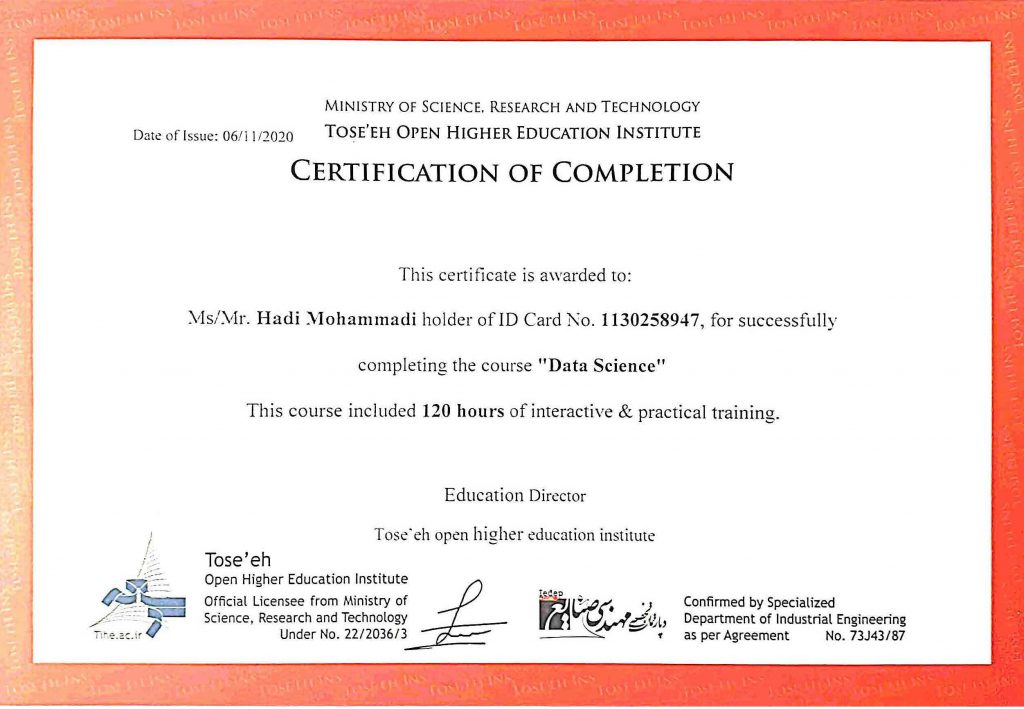 MINISTRY OF SCIENCE, RESEARCH AND TECHNOLOGY
Date of Issue: 06/11/2020
TOSE'EH OPEN HIGHER EDUCATION INSTITUTE
CERTIFICATION OF COMPLETION
This certificate is awarded to:
Ms/Mr. Hadi Mohammadi holder of ID Card No. 1130258947, for successfully
completing the course "Data Science"
This course included 120 hours of interactive & practical training.
Education Director
Tose'eh open higher education institute
Tose'eh
Open Higher Education Institute
Official Licensee from Ministry of
Science, Research and Technology
Under No. 22/2036/3
Tihe.ac.ir
Iedep
دپارتمان تخصصی مهندسی صنایع
Confirmed by Specialized
Department of Industrial Engineering
as per Agreement No. 73J43/87